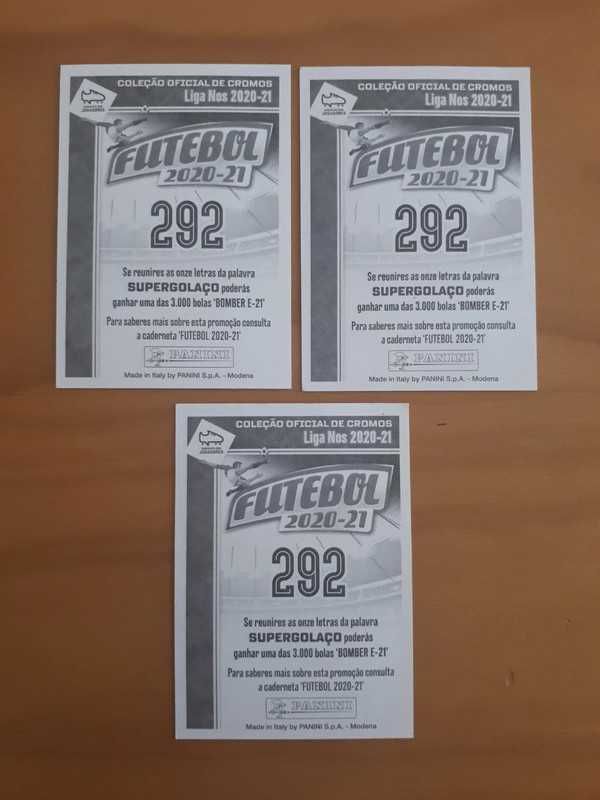 COLEÇÃO OFICIAL DE CROMOS
Liga Nos 2020-21
FUTEBOL
2020-21
292
Se reunires as onze letras da palavra
SUPERGOLAÇO poderás
ganhar uma das 3.000 bolas 'BOMBER E-21'
Para saberes mais sobre esta promoção consulta
a caderneta 'FUTEBOL 2020-21'
PANINI
Made in Italy by PANINI S.p.A. - Modena
COLEÇÃO OFICIAL DE CROMOS
Liga Nos 2020-21
FUTEBOL
2020-21
292
Se reunires as onze letras da palavra
SUPERGOLAÇO poderás
ganhar uma das 3.000 bolas 'BOMBER E-21'
Para saberes mais sobre esta promoção consulta
a caderneta 'FUTEBOL 2020-21'
PANINI
Made in Italy by PANINI S.p.A. - Modena
COLEÇÃO OFICIAL DE CROMOS
Liga Nos 2020-21
FUTEBOL
2020-21
292
Se reunires as onze letras da palavra
SUPERGOLAÇO poderás
ganhar uma das 3.000 bolas 'BOMBER E-21'
Para saberes mais sobre esta promoção consulta
a caderneta 'FUTEBOL 2020-21'
PANINI
Made in Italy by PANINI S.p.A. - Modena